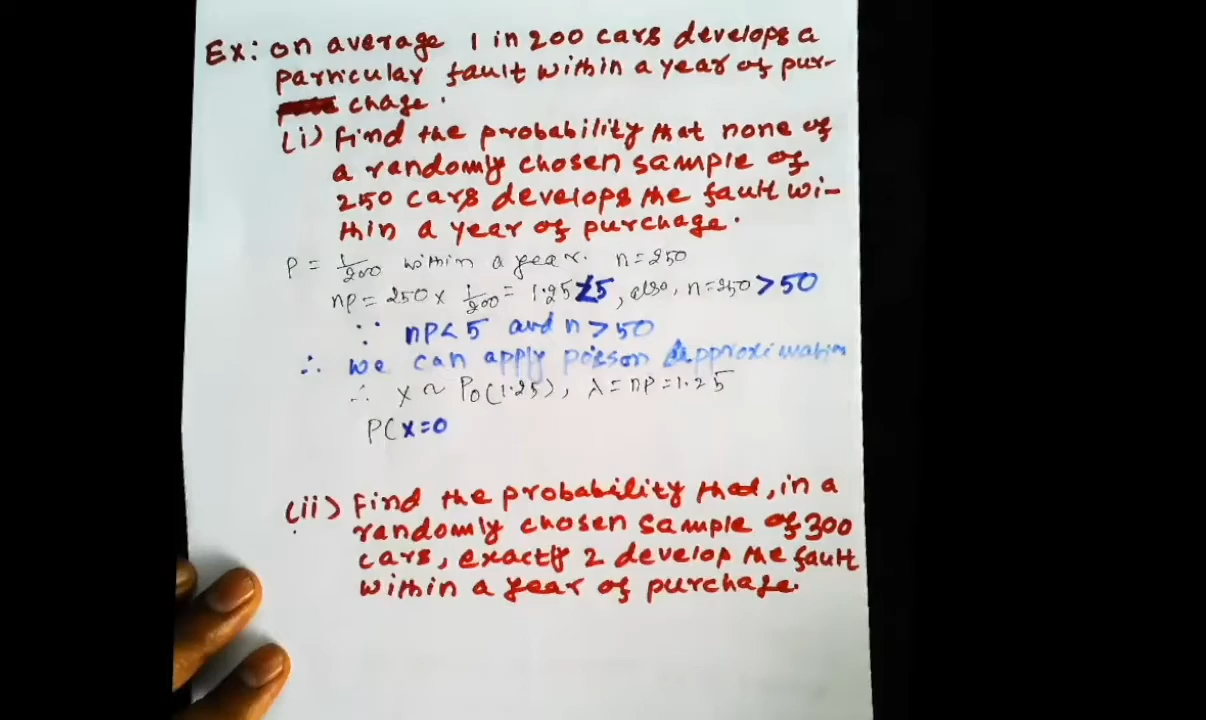 Ex: on average 1 in 200 cars develops a
particular fault within a year of pur-
chase.
(i) Find the probability that none of
a randomly chosen sample of
250 cars develops the fault wi-
thin a year of purchase.
P = 1/200 within a year. n=250
np = 250 × 1/200 = 1.25<5, also, n=250>50
∵ np<5 and n>50
∴ we can apply poisson approximation
∴ X ~ Po(1.25), λ = np = 1.25
P(X=0
(ii) Find the probability that, in a
randomly chosen sample of 300
cars, exactly 2 develop the fault
within a year of purchase.